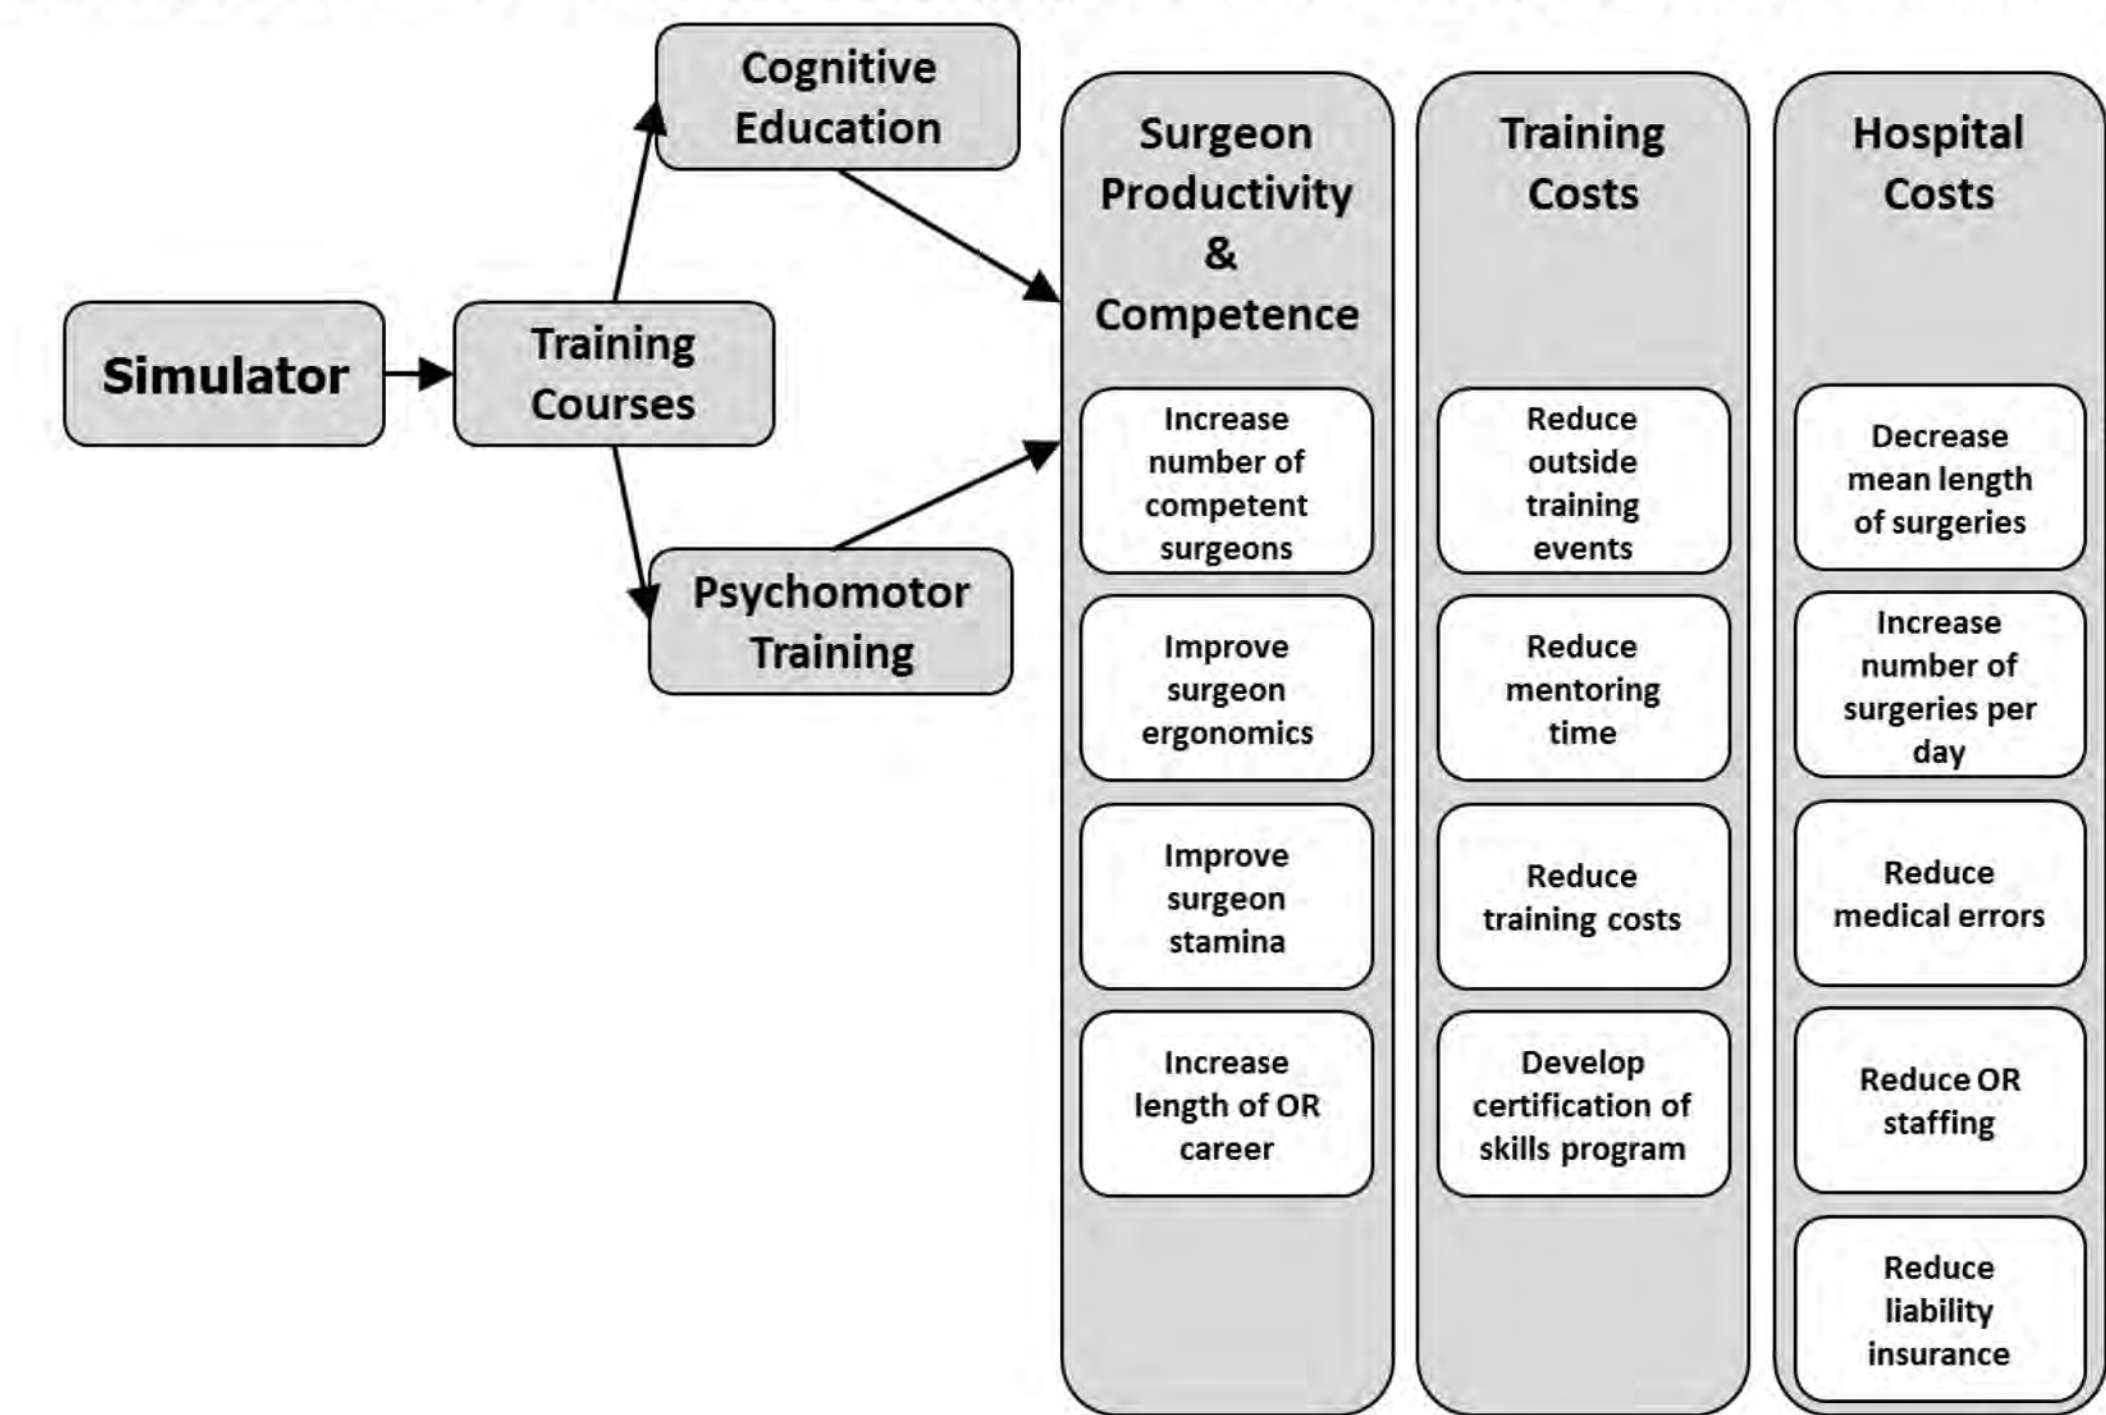 Simulator
Training
Courses
Cognitive
Education
Psychomotor
Training
Surgeon
Productivity
&
Competence
Increase
number of
competent
surgeons
Improve
surgeon
ergonomics
Improve
surgeon
stamina
Increase
length of OR
career
Training
Costs
Reduce
outside
training
events
Reduce
mentoring
time
Reduce
training costs
Develop
certification of
skills program
Hospital
Costs
Decrease
mean length
of surgeries
Increase
number of
surgeries per
day
Reduce
medical errors
Reduce OR
staffing
Reduce
liability
insurance